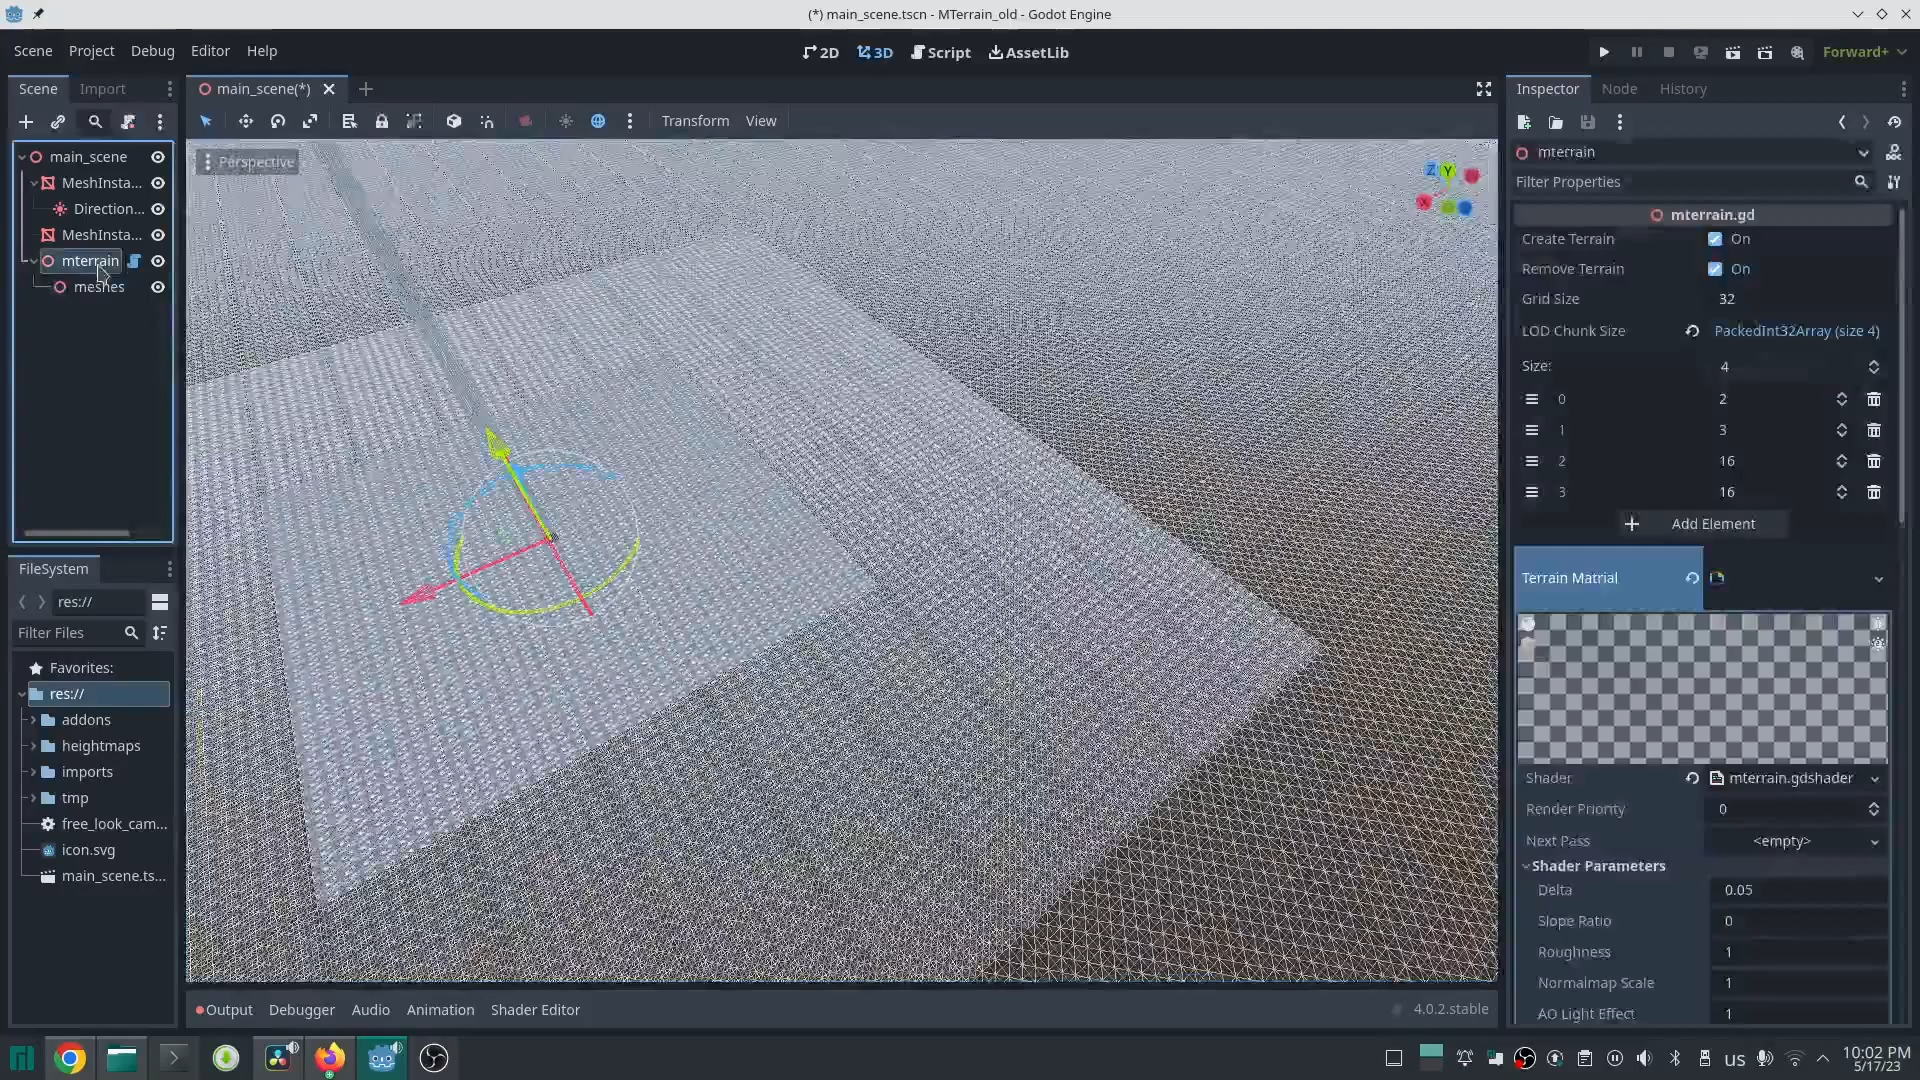 (*) main_scene.tscn - MTerrain_old - Godot Engine
Scene Project Debug Editor Help
2D 3D Script AssetLib
Forward+
Scene Import
main_scene(*)
Inspector Node History
Transform View
main_scene
MeshInsta...
Direction...
MeshInsta...
mterrain
meshes
Perspective
Z Y X
mterrain
Filter Properties
mterrain.gd
Create Terrain On
Remove Terrain On
Grid Size 32
LOD Chunk Size PackedInt32Array (size 4)
Size: 4
0 2
1 3
2 16
3 16
Add Element
Terrain Matrial
Shader mterrain.gdshader
Render Priority 0
Next Pass <empty>
Shader Parameters
Delta 0.05
Slope Ratio 0
Roughness 1
Normalmap Scale 1
AO Light Effect 1
FileSystem
res://
Filter Files
Favorites:
res://
addons
heightmaps
imports
tmp
free_look_cam...
icon.svg
main_scene.ts...
Output Debugger Audio Animation Shader Editor
4.0.2.stable
us
10:02 PM
5/17/23